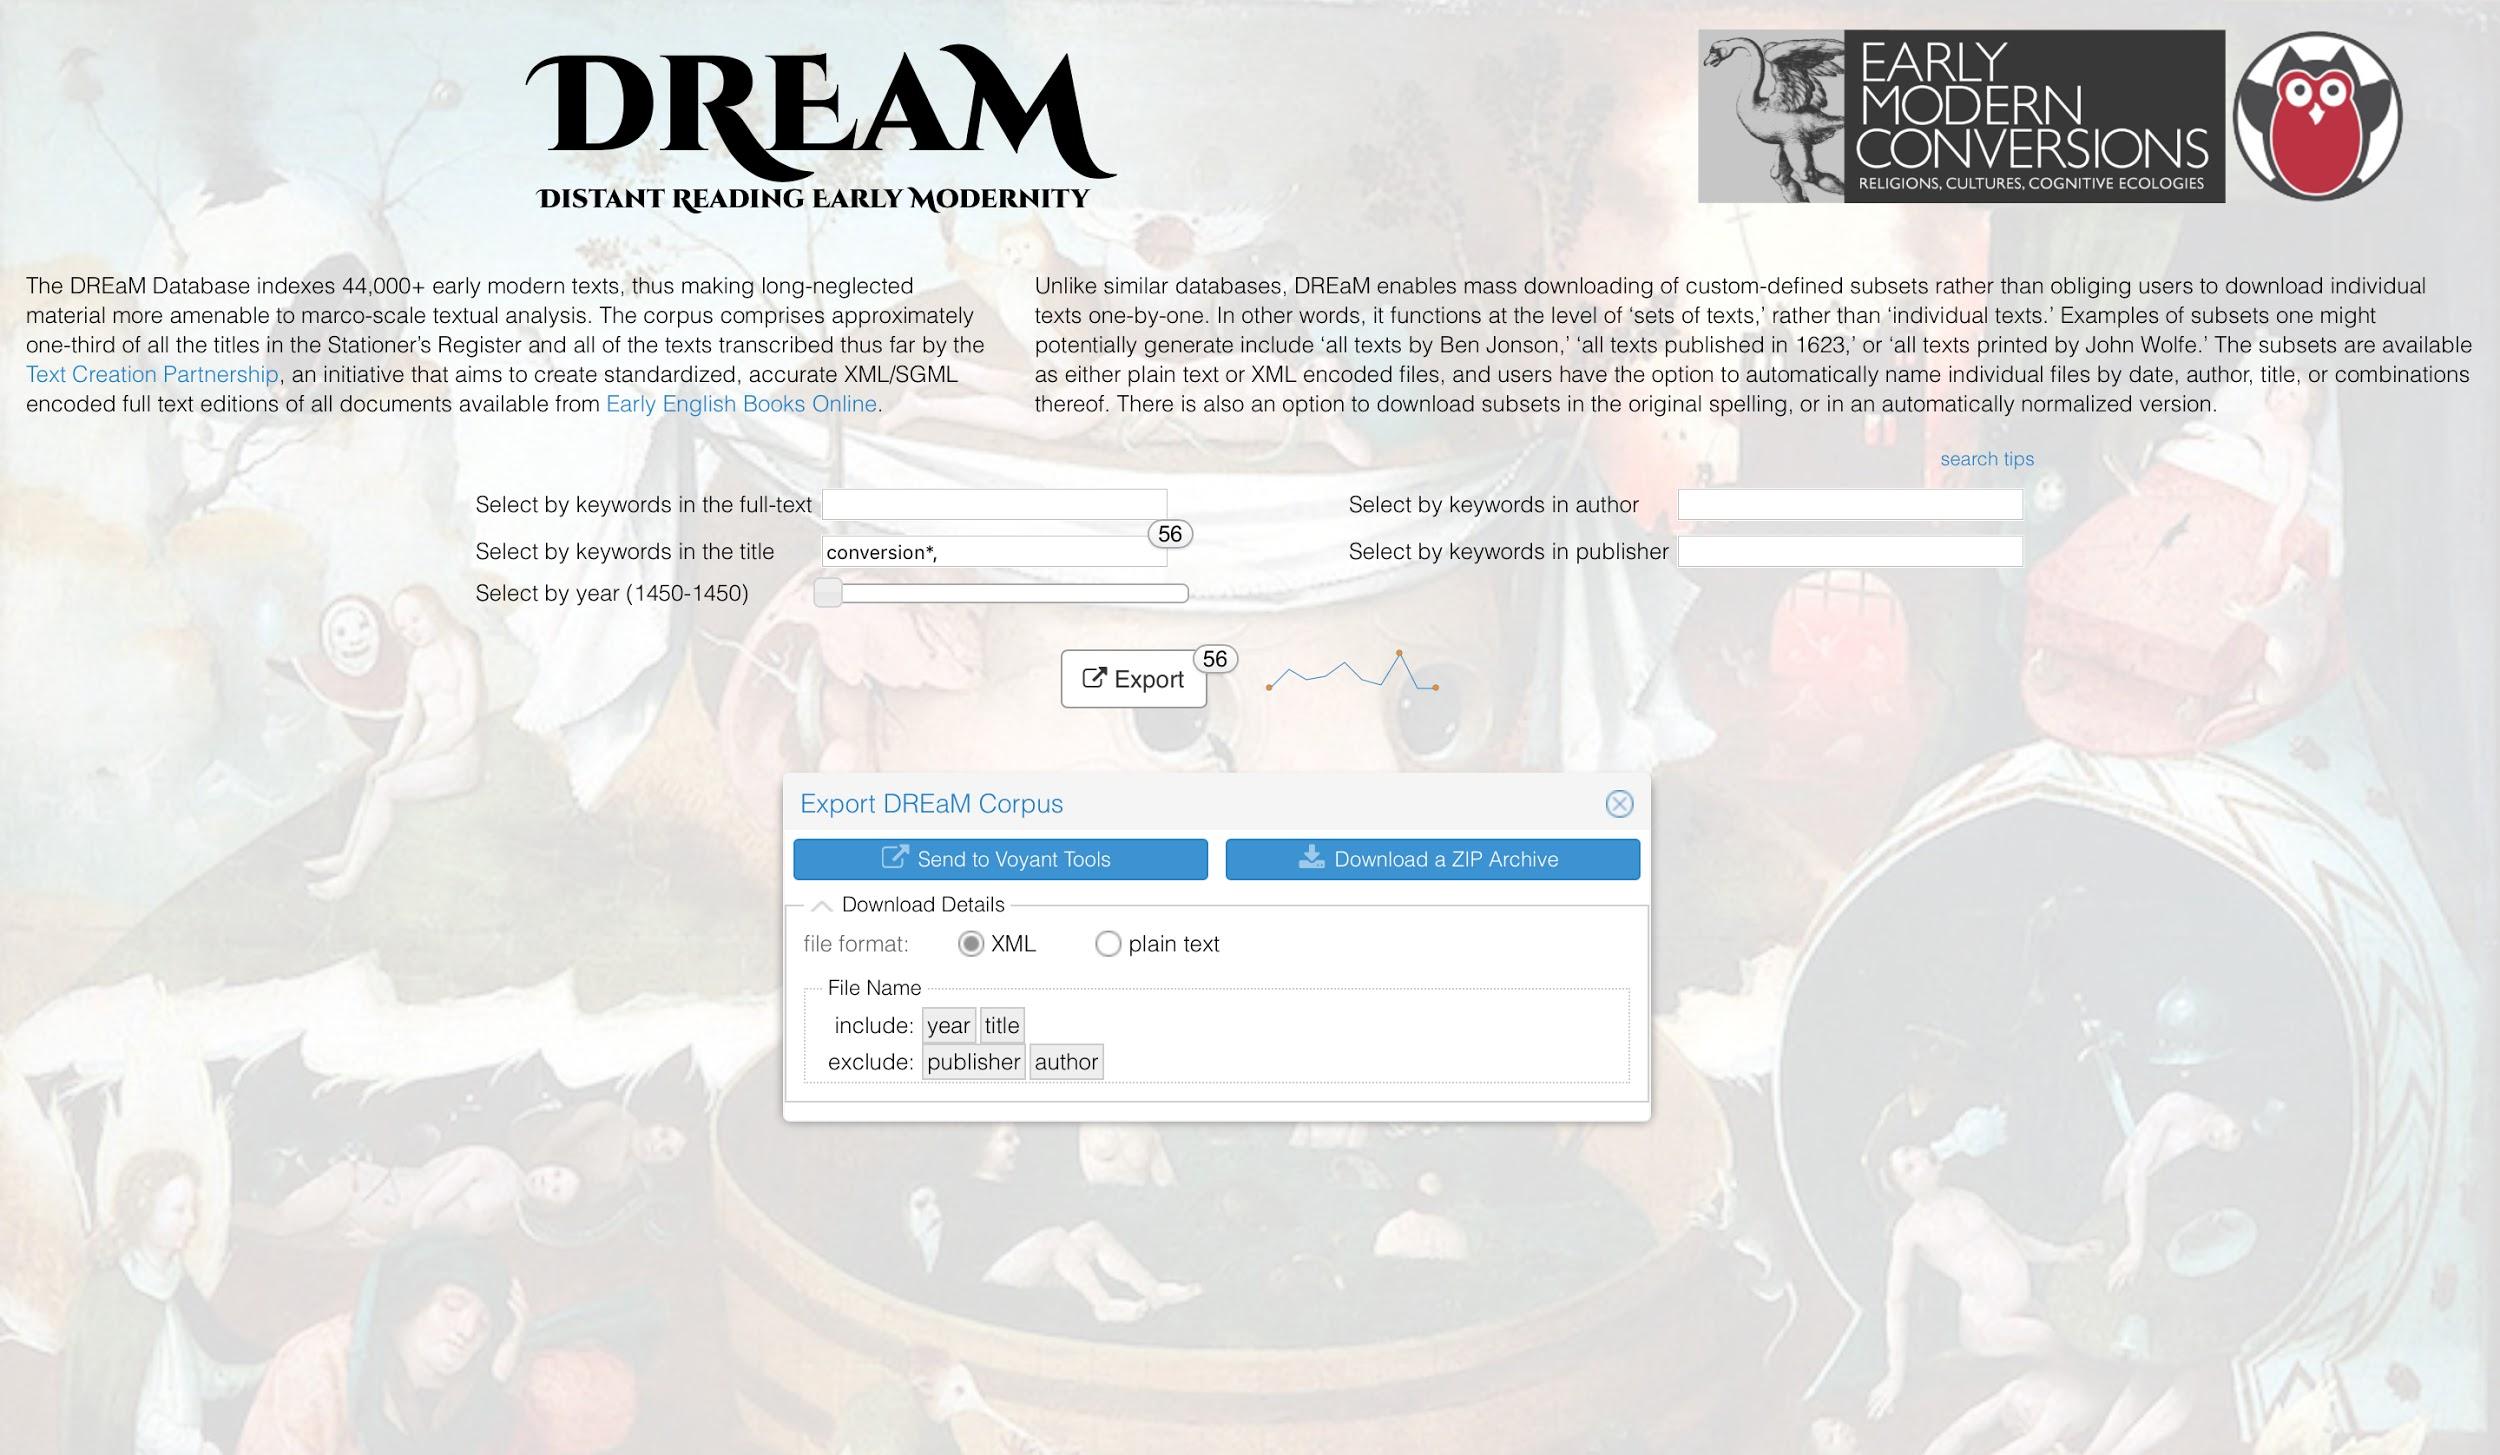 DREAM
DISTANT READING EARLY MODERNITY
EARLY
MODERN
CONVERSIONS
RELIGIONS, CULTURES, COGNITIVE ECOLOGIES
The DREaM Database indexes 44,000+ early modern texts, thus making long-neglected
material more amenable to marco-scale textual analysis. The corpus comprises approximately
one-third of all the titles in the Stationer's Register and all of the texts transcribed thus far by the
Text Creation Partnership, an initiative that aims to create standardized, accurate XML/SGML
encoded full text editions of all documents available from Early English Books Online.
Unlike similar databases, DREaM enables mass downloading of custom-defined subsets rather than obliging users to download individual
texts one-by-one. In other words, it functions at the level of ‘sets of texts,’ rather than ‘individual texts.’ Examples of subsets one might
potentially generate include ‘all texts by Ben Jonson,’ ‘all texts published in 1623,’ or ‘all texts printed by John Wolfe.’ The subsets are available
as either plain text or XML encoded files, and users have the option to automatically name individual files by date, author, title, or combinations
thereof. There is also an option to download subsets in the original spelling, or in an automatically normalized version.
search tips
Select by keywords in the full-text
Select by keywords in author
56
Select by keywords in the title conversion*,
Select by keywords in publisher
Select by year (1450-1450)
Export 56
Export DREaM Corpus
Send to Voyant Tools
Download a ZIP Archive
Download Details
file format: XML plain text
File Name
include: year title
exclude: publisher author